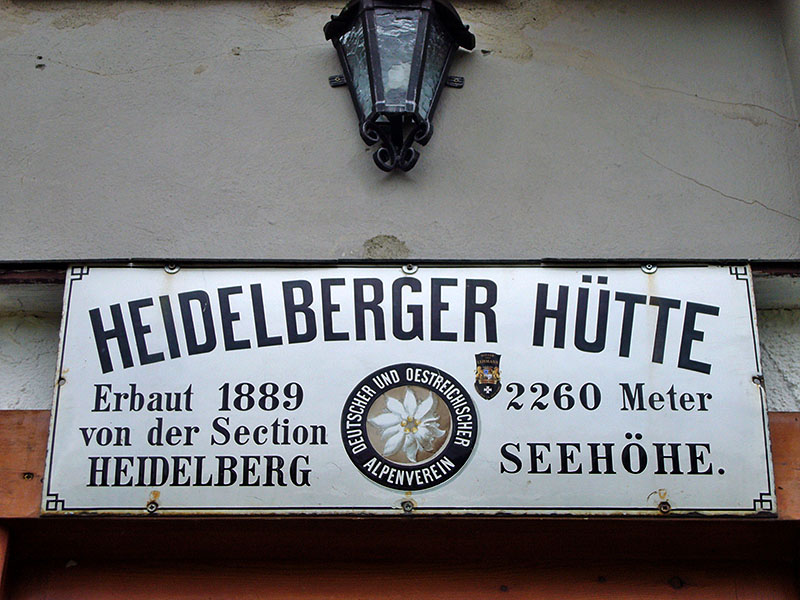 HEIDELBERGER HÜTTE
Erbaut 1889
von der Section
HEIDELBERG
DEUTSCHER UND OESTREICHISCHER
ALPENVEREIN
2260 Meter
SEEHÖHE.